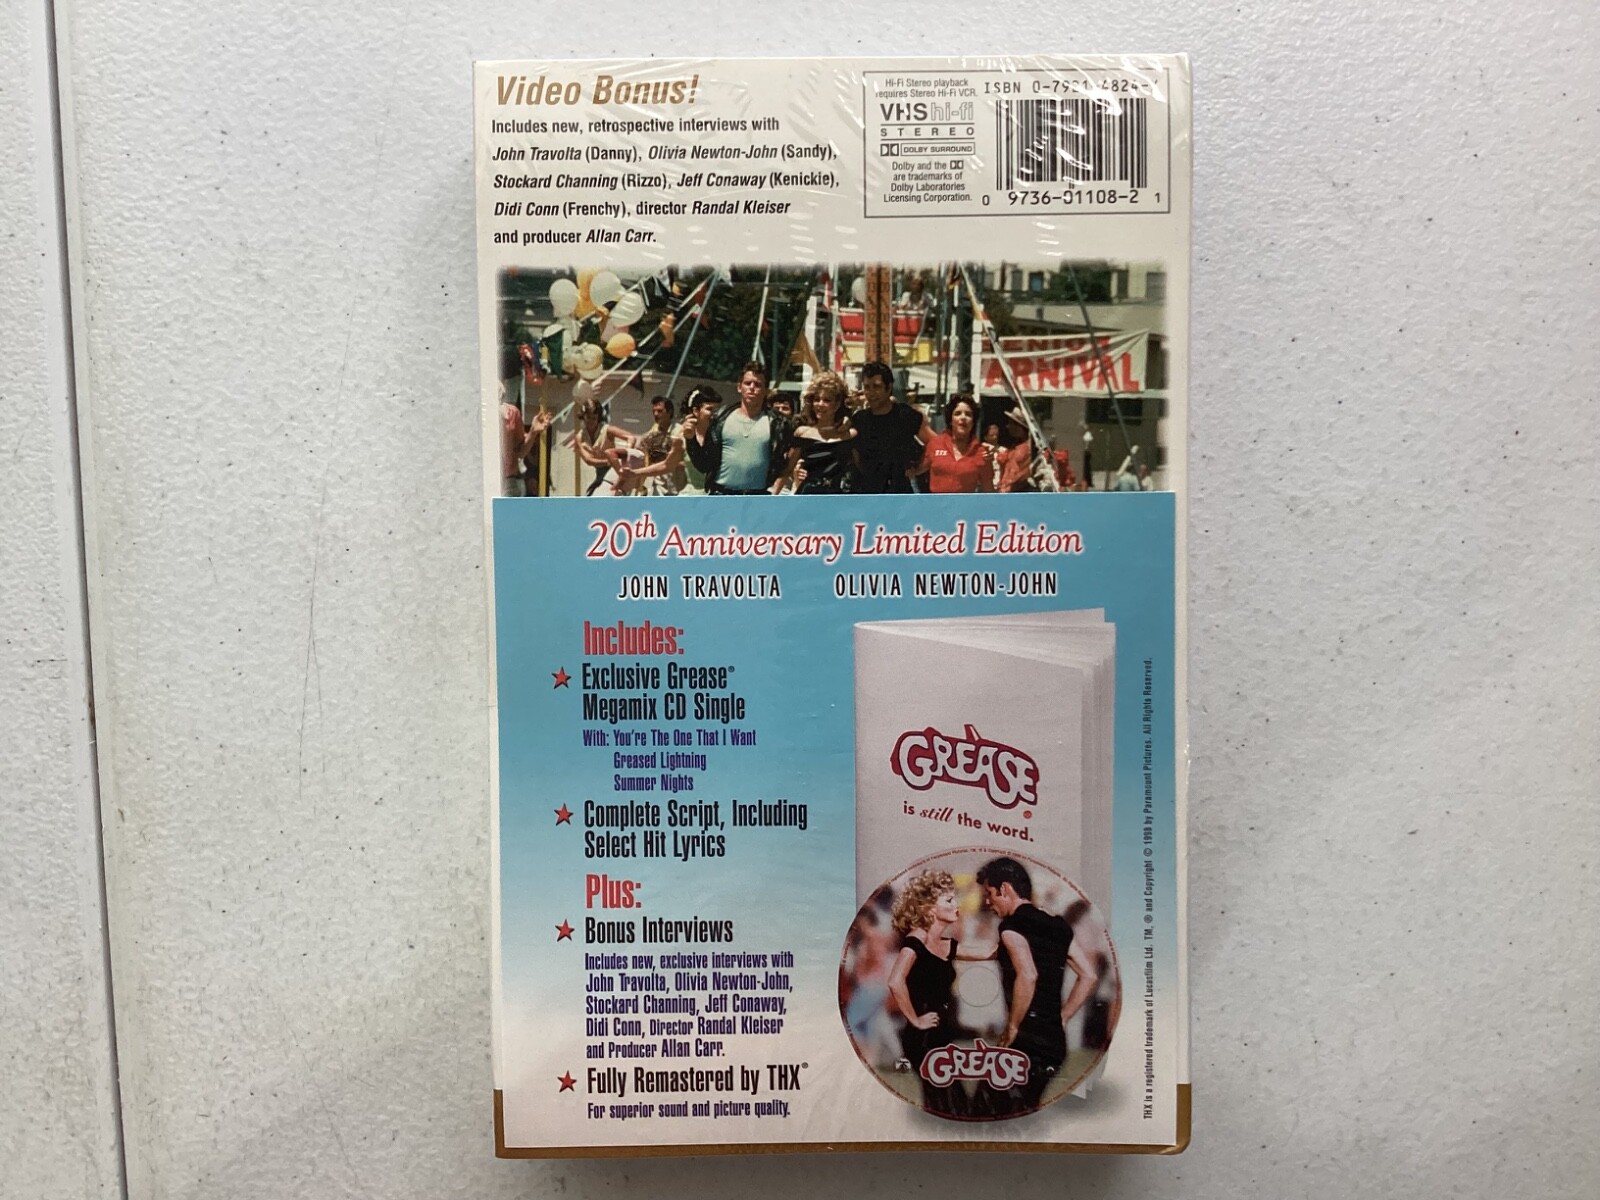 Video Bonus!
Includes new, retrospective interviews with
John Travolta (Danny), Olivia Newton-John (Sandy),
Stockard Channing (Rizzo), Jeff Conaway (Kenickie),
Didi Conn (Frenchy), director Randal Kleiser
and producer Allan Carr.
Hi-Fi Stereo playback
requires Stereo Hi-Fi VCR.
VHS hi-fi
STEREO
DOLBY SURROUND
Dolby and the
are trademarks of
Dolby Laboratories
Licensing Corporation.
ISBN
0 9736-01108-2 1
SENIOR
ARNIVAL
20th Anniversary Limited Edition
JOHN TRAVOLTA OLIVIA NEWTON-JOHN
Includes:
Exclusive Grease®
Megamix CD Single
With: You're The One That I Want
Greased Lightning
Summer Nights
Complete Script, Including
Select Hit Lyrics
Plus:
Bonus Interviews
Includes new, exclusive interviews with
John Travolta, Olivia Newton-John,
Stockard Channing, Jeff Conaway,
Didi Conn, Director Randal Kleiser
and Producer Allan Carr.
Fully Remastered by THX®
For superior sound and picture quality.
GREASE®
is still the word.
GREASE
THX is a registered trademark of Lucasfilm Ltd. TM, ® and Copyright © 1998 by Paramount Pictures. All Rights Reserved.